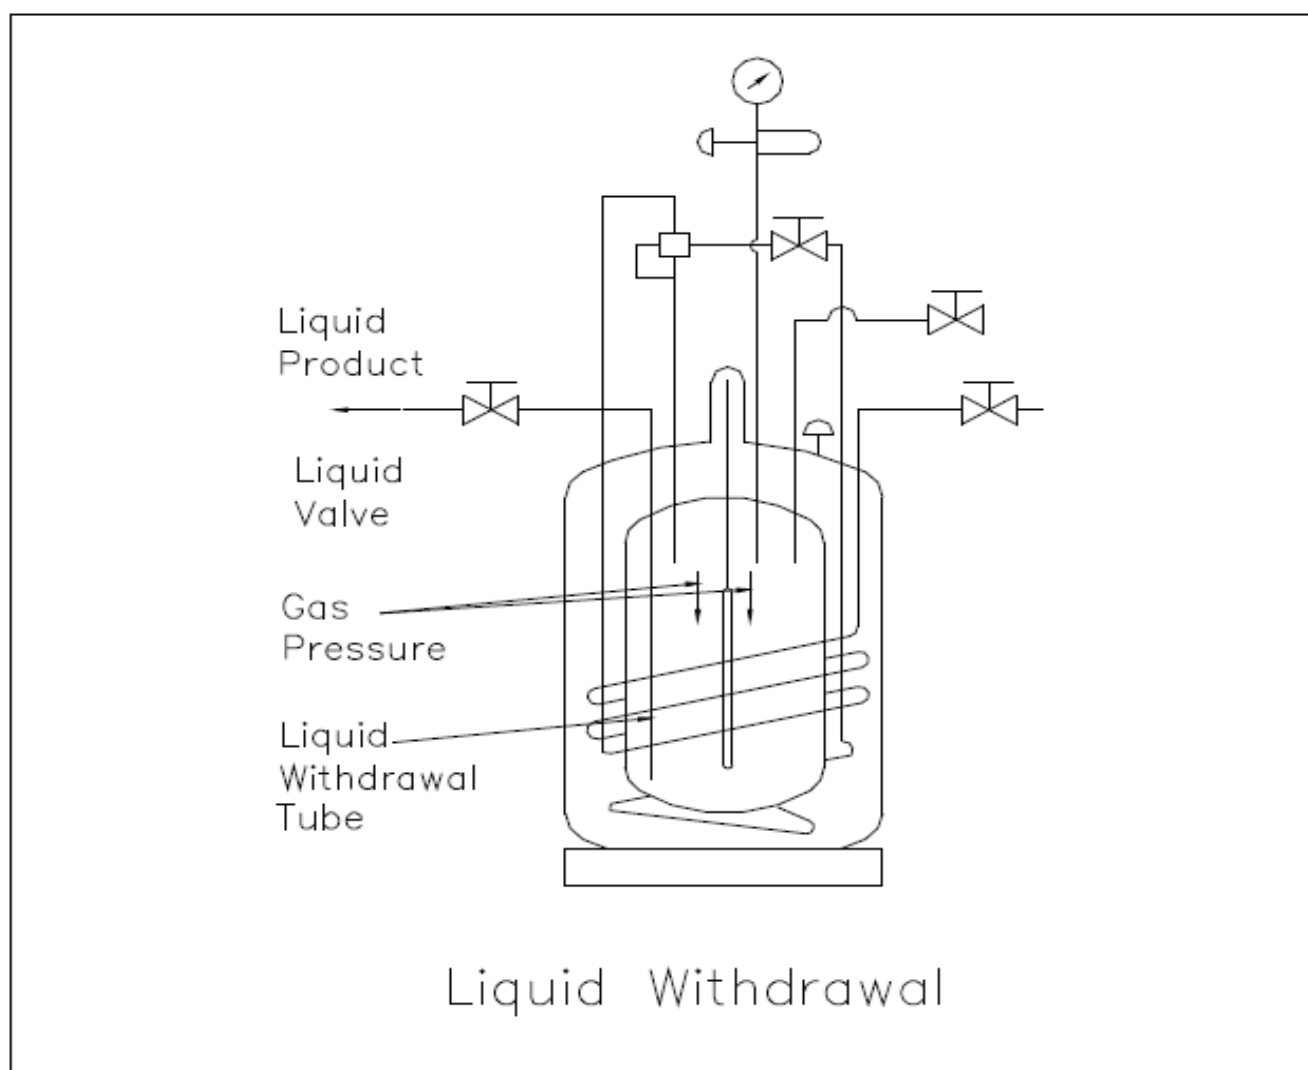 Liquid
Product
Liquid
Valve
Gas
Pressure
Liquid
Withdrawal
Tube
Liquid Withdrawal